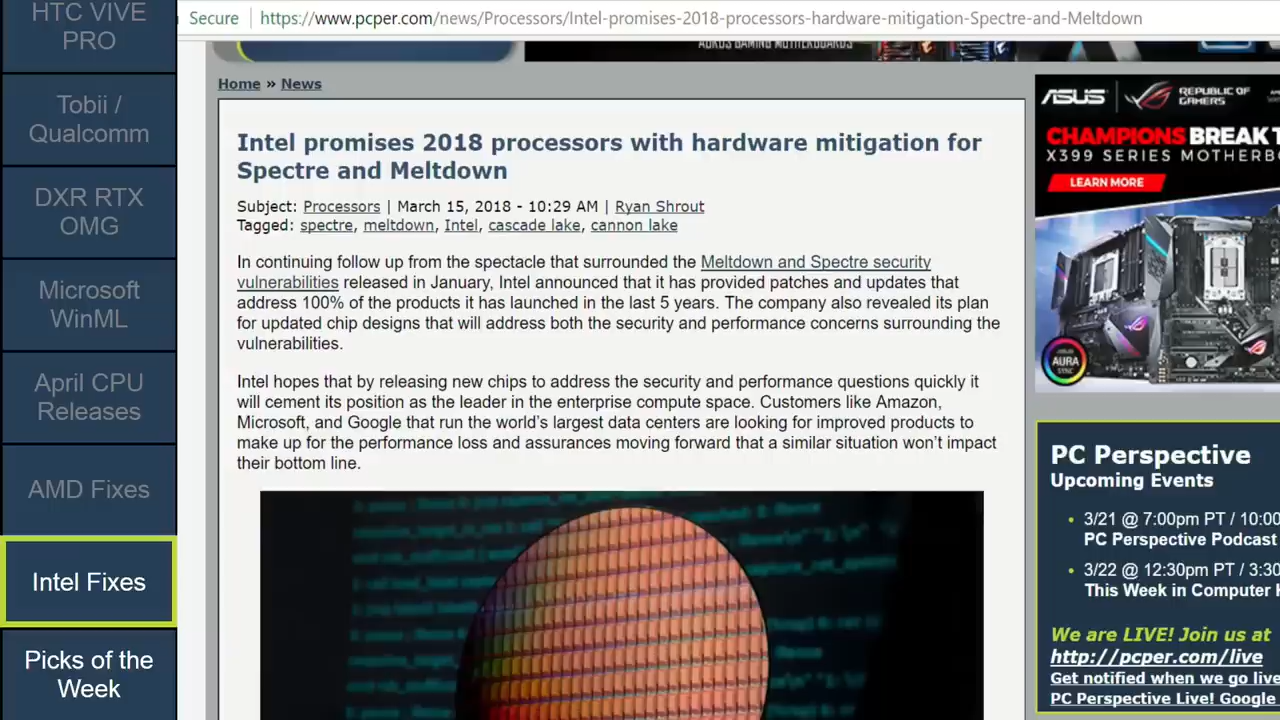 HTC VIVE
PRO
Tobii /
Qualcomm
DXR RTX
OMG
Microsoft
WinML
April CPU
Releases
AMD Fixes
Intel Fixes
Picks of the
Week
Secure
https://www.pcper.com/news/Processors/Intel-promises-2018-processors-hardware-mitigation-Spectre-and-Meltdown
AORUS GAMING MOTHERBOARDS
Home » News
Intel promises 2018 processors with hardware mitigation for
Spectre and Meltdown
Subject: Processors | March 15, 2018 - 10:29 AM | Ryan Shrout
Tagged: spectre, meltdown, Intel, cascade lake, cannon lake
In continuing follow up from the spectacle that surrounded the Meltdown and Spectre security
vulnerabilities released in January, Intel announced that it has provided patches and updates that
address 100% of the products it has launched in the last 5 years. The company also revealed its plan
for updated chip designs that will address both the security and performance concerns surrounding the
vulnerabilities.
Intel hopes that by releasing new chips to address the security and performance questions quickly it
will cement its position as the leader in the enterprise compute space. Customers like Amazon,
Microsoft, and Google that run the world's largest data centers are looking for improved products to
make up for the performance loss and assurances moving forward that a similar situation won't impact
their bottom line.
ASUS
REPUBLIC OF
GAMERS
CHAMPIONS BREAK
X399 SERIES MOTHERB
LEARN MORE
AURA
SYNC
PC Perspective
Upcoming Events
• 3/21 @ 7:00pm PT / 10:00
PC Perspective Podcast
• 3/22 @ 12:30pm PT / 3:30
This Week in Computer
We are LIVE! Join us at
http://pcper.com/live
Get notified when we go live
PC Perspective Live! Google